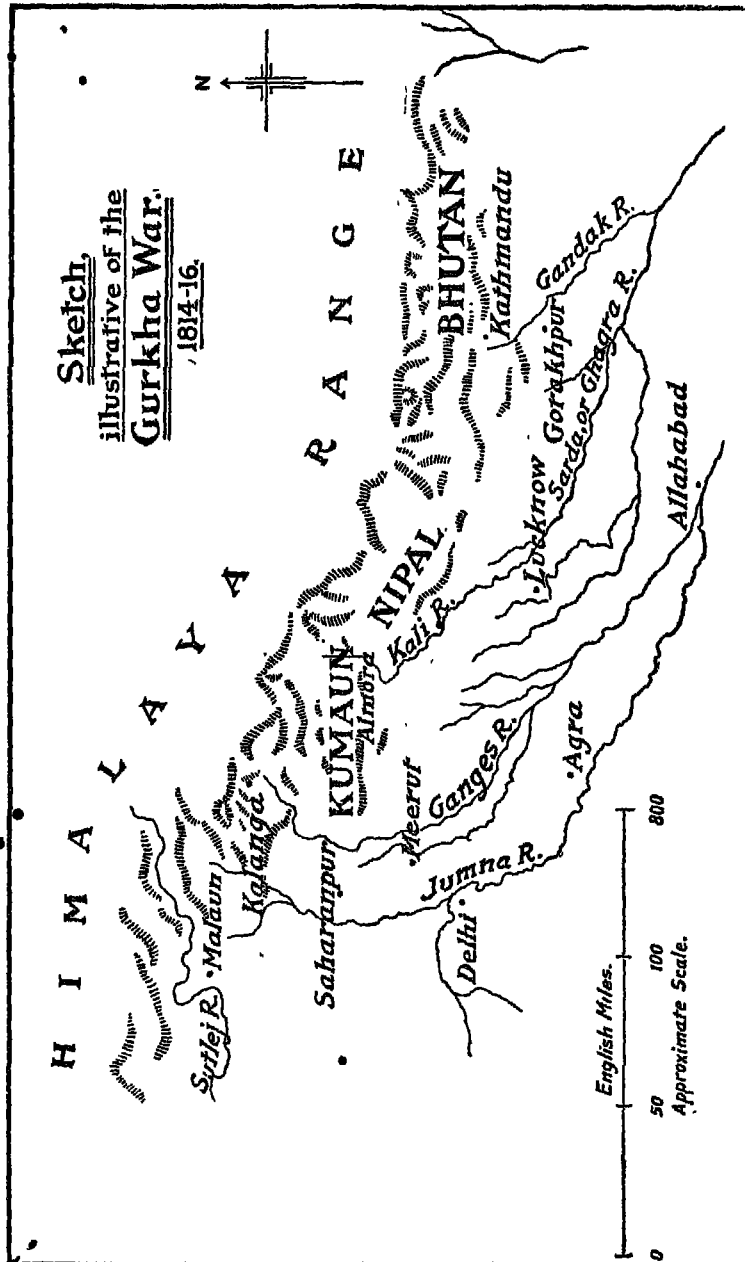 Sketch,
illustrative of the
Gurkha War.
1814-16.
N
HIMALAYA RANGE
Sutlej R.
Malaun
Kalanga
Saharanpur
KUMAUN
Almora
NIPAL
BHUTAN
Kathmandu
Kali R.
Meerut
Ganges R.
Delhi
Jumna R.
Agra
Lucknow
Gorakhpur
Gandak R.
Sarda, or Ghagra R.
Allahabad
English Miles.
0 50 100 800
Approximate Scale.